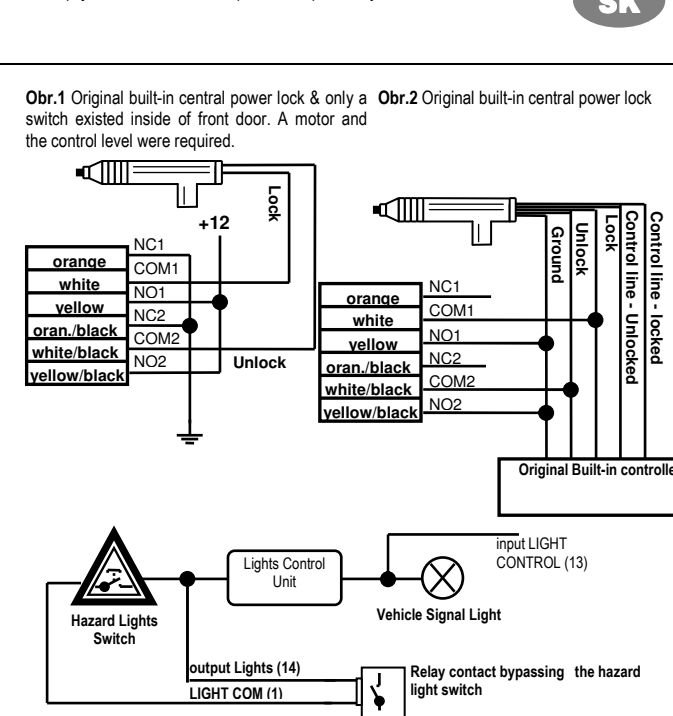 SK
Obr.1 Original built-in central power lock & only a
switch existed inside of front door. A motor and
the control level were required.
Obr.2 Original built-in central power lock
Lock
+12
NC1
orange
COM1
white
NO1
yellow
NC2
oran./black
COM2
white/black
NO2
yellow/black
Unlock
Ground
Unlock
Lock
Control line - Unlocked
Control line - locked
NC1
orange
COM1
white
NO1
yellow
NC2
oran./black
COM2
white/black
NO2
yellow/black
Original Built-in controlle
input LIGHT
CONTROL (13)
Lights Control
Unit
Vehicle Signal Light
Hazard Lights
Switch
output Lights (14)
LIGHT COM (1)
Relay contact bypassing the hazard
light switch